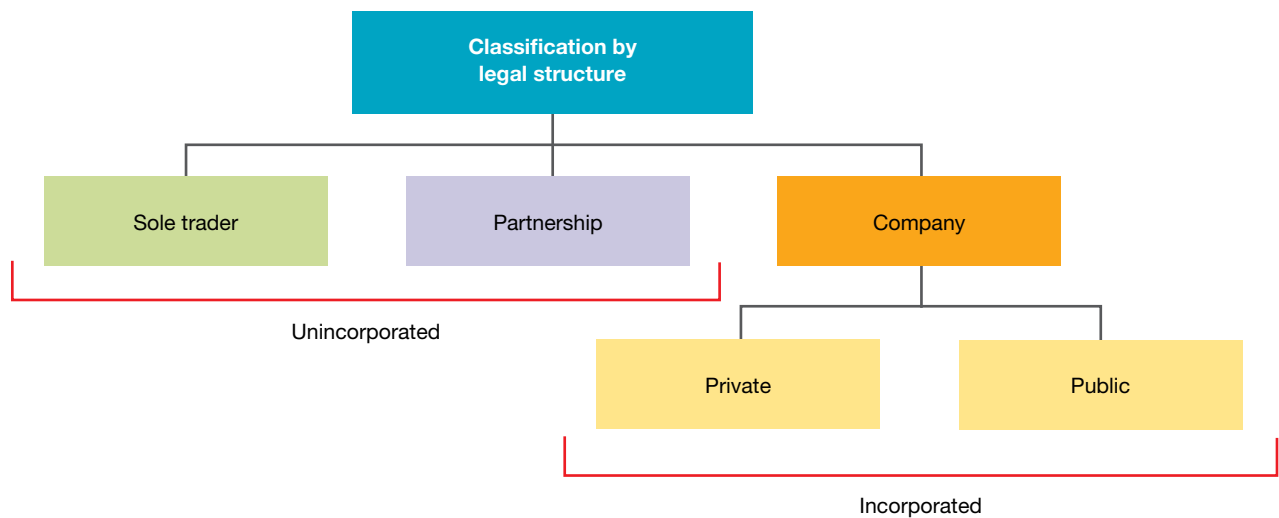 Classification by
legal structure
Sole trader
Partnership
Company
Unincorporated
Private
Public
Incorporated